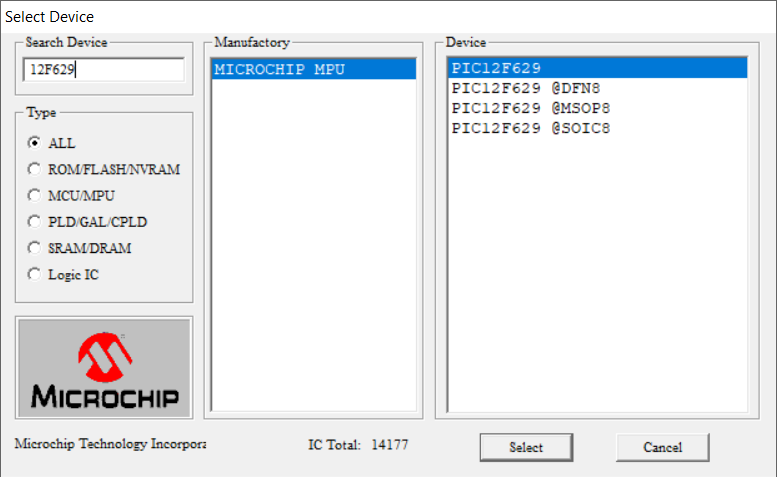 Select Device
Search Device
12F629
Type
ALL
ROM/FLASH/NVRAM
MCU/MPU
PLD/GAL/CPLD
SRAM/DRAM
Logic IC
MICROCHIP
Microchip Technology Incorpora
Manufactory
MICROCHIP MPU
Device
PIC12F629
PIC12F629 @DFN8
PIC12F629 @MSOP8
PIC12F629 @SOIC8
IC Total: 14177
Select
Cancel